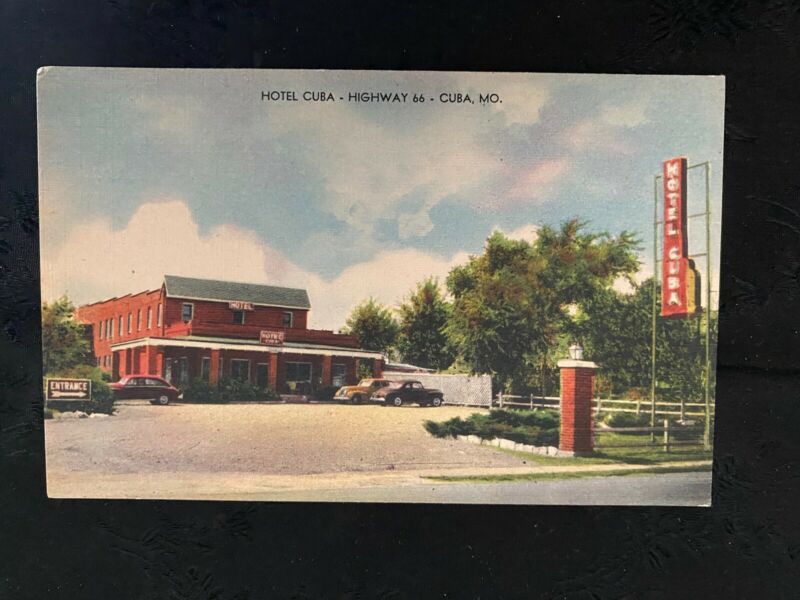 HOTEL CUBA - HIGHWAY 66 - CUBA, MO.
HOTEL CUBA
HOTEL
HOTEL
CUBA
ENTRANCE